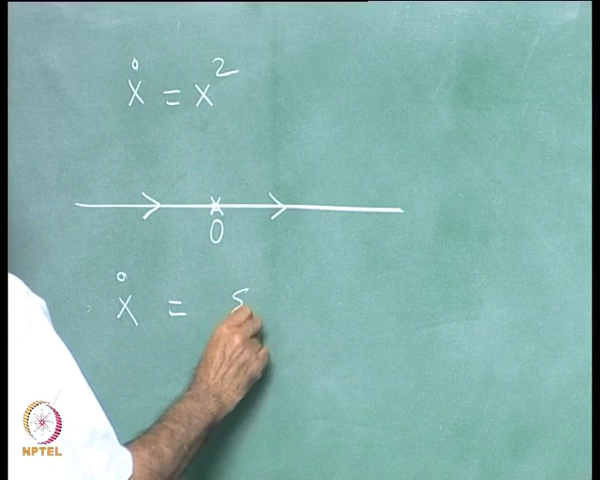 ẋ = x²
0
ẋ = s
NPTEL